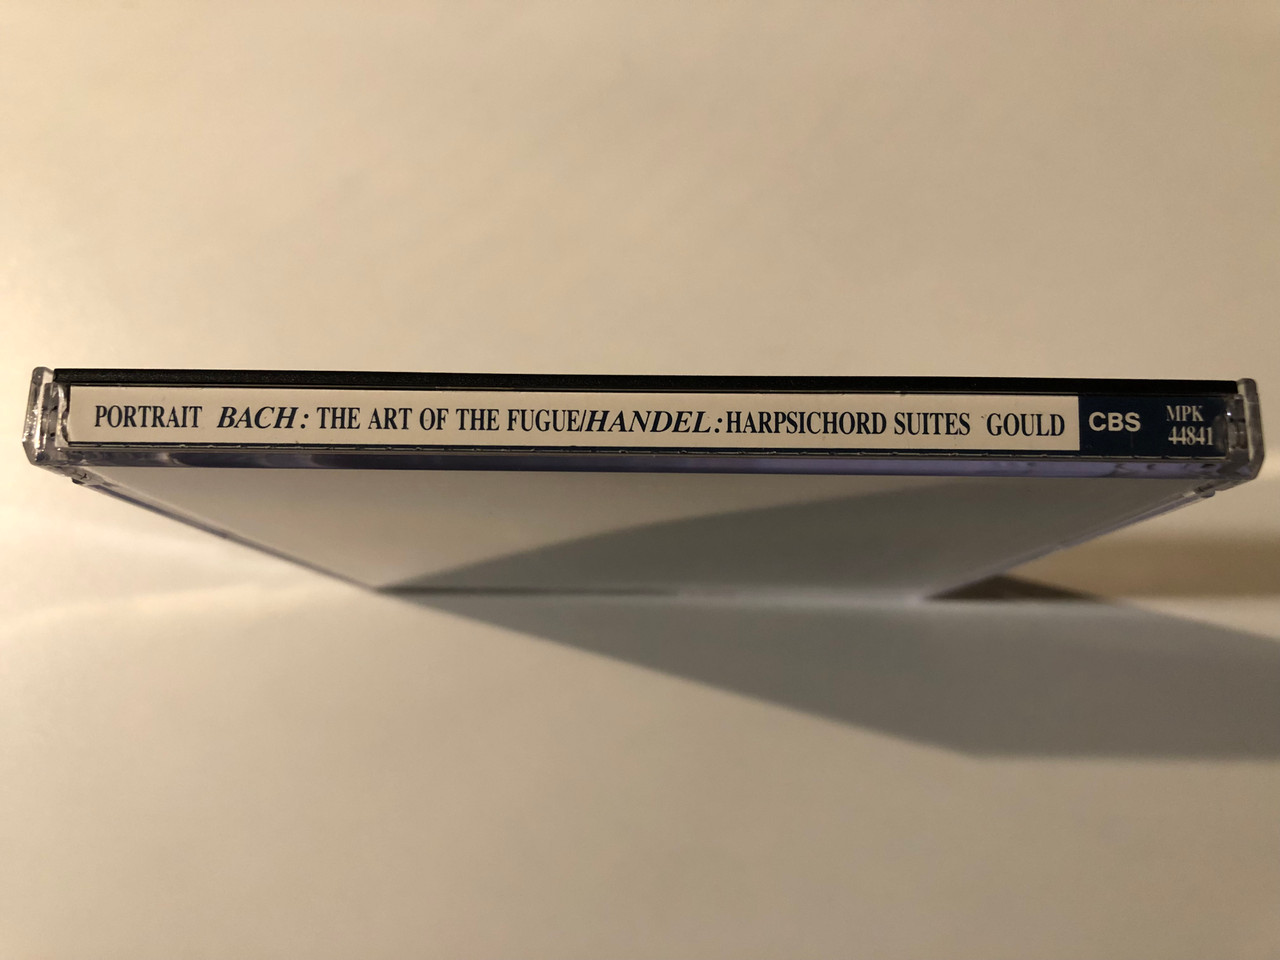 PORTRAIT BACH: THE ART OF THE FUGUE/HANDEL:HARPSICHORD SUITES GOULD
CBS
MPK
44841